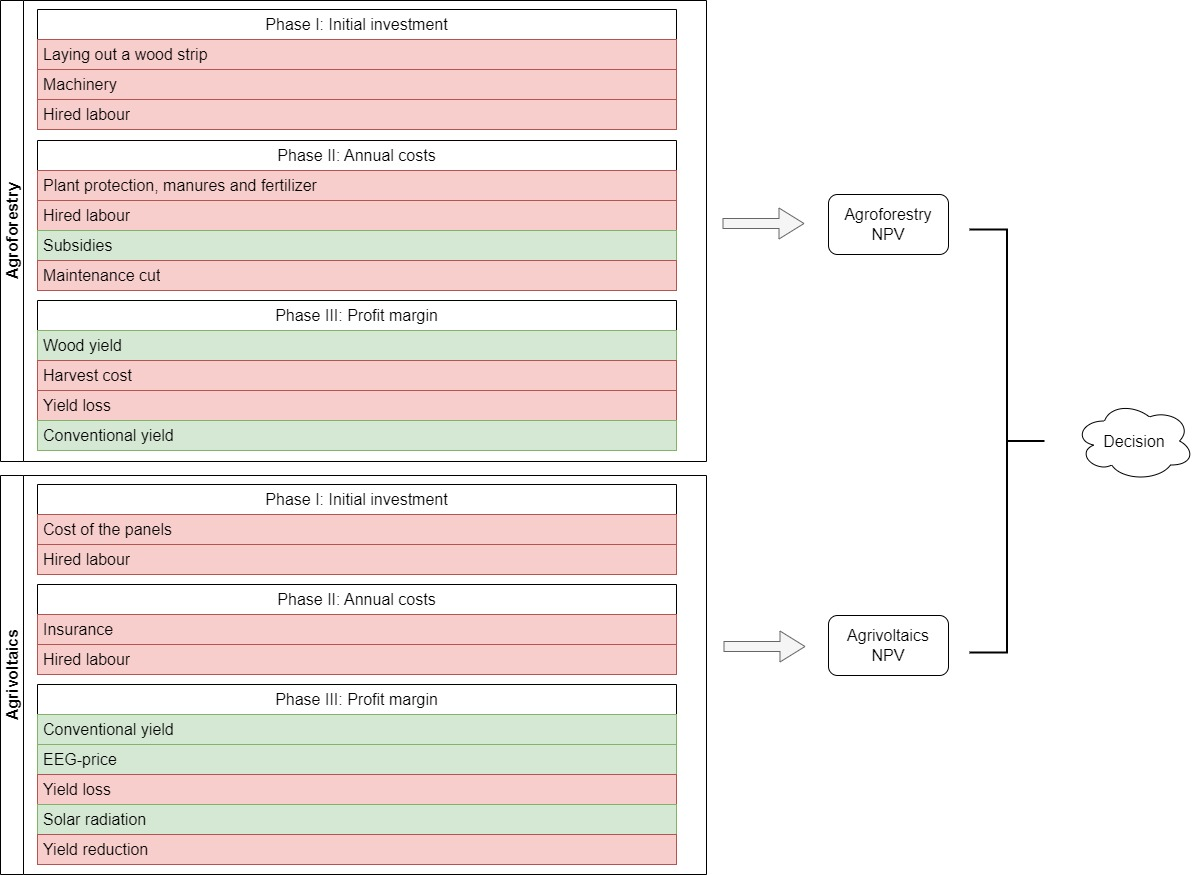 Agroforestry
Phase I: Initial investment
Laying out a wood strip
Machinery
Hired labour
Phase II: Annual costs
Plant protection, manures and fertilizer
Hired labour
Subsidies
Maintenance cut
Phase III: Profit margin
Wood yield
Harvest cost
Yield loss
Conventional yield
Agroforestry
NPV
Agrivoltaics
Phase I: Initial investment
Cost of the panels
Hired labour
Phase II: Annual costs
Insurance
Hired labour
Phase III: Profit margin
Conventional yield
EEG-price
Yield loss
Solar radiation
Yield reduction
Agrivoltaics
NPV
Decision